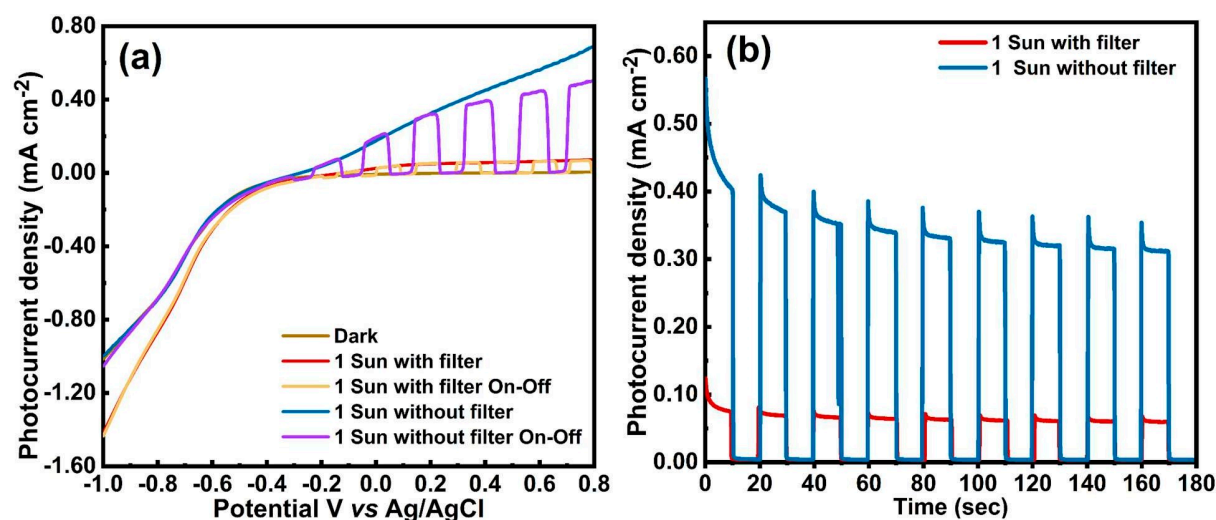 (a)
Photocurrent density (mA cm⁻²)
0.80
0.40
0.00
-0.40
-0.80
-1.20
-1.60
Dark
1 Sun with filter
1 Sun with filter On-Off
1 Sun without filter
1 Sun without filter On-Off
-1.0 -0.8 -0.6 -0.4 -0.2 0.0 0.2 0.4 0.6 0.8
Potential V vs Ag/AgCl
(b)
1 Sun with filter
1 Sun without filter
Photocurrent density (mA cm⁻²)
0.60
0.50
0.40
0.30
0.20
0.10
0.00
0 20 40 60 80 100 120 140 160 180
Time (sec)